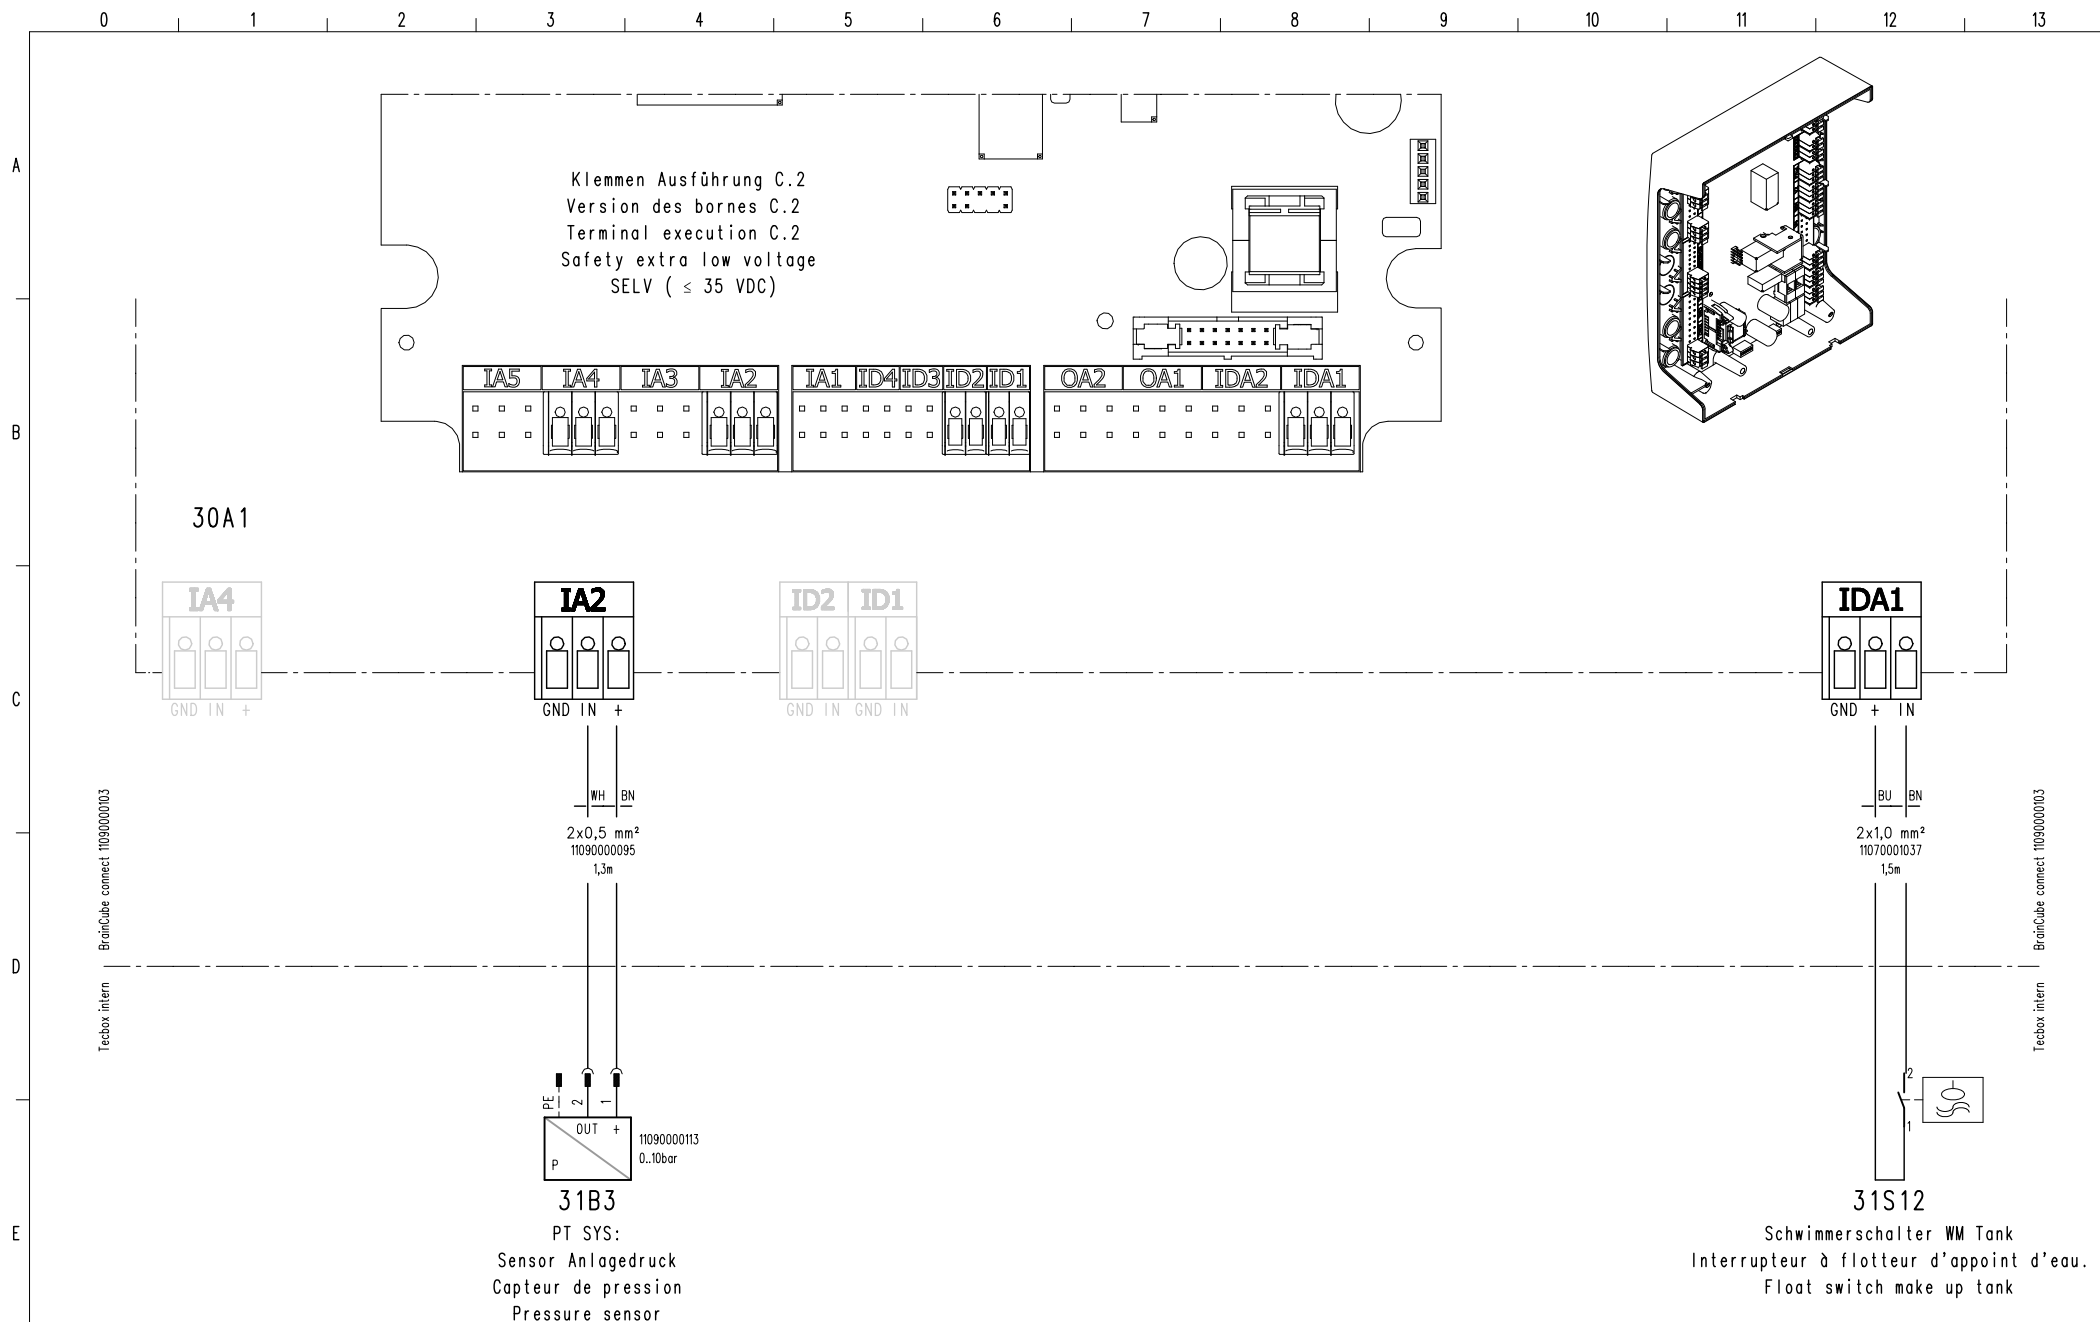 0 1 2 3 4 5 6 7 8 9 10 11 12 13
A
Klemmen Ausführung C.2
Version des bornes C.2
Terminal execution C.2
Safety extra low voltage
SELV ( ≤ 35 VDC)
IA5 IA4 IA3 IA2 IA1 ID4 ID3 ID2 ID1 OA2 OA1 IDA2 IDA1
B
30A1
IA4 IA2 ID2 ID1 IDA1
C
GND IN +
GND IN +
GND IN GND IN
GND + IN
WH BN
2x0,5 mm²
11090000095
1,3m
BU BN
2x1,0 mm²
11070001037
1,5m
BrainCube connect 11090000103
BrainCube connect 11090000103
D
Tecbox intern
Tecbox intern
PE 2 1
OUT +
P
11090000113
0..10bar
2
1
31B3
31S12
E
PT SYS:
Sensor Anlagedruck
Capteur de pression
Pressure sensor
Schwimmerschalter WM Tank
Interrupteur à flotteur d'appoint d'eau.
Float switch make up tank